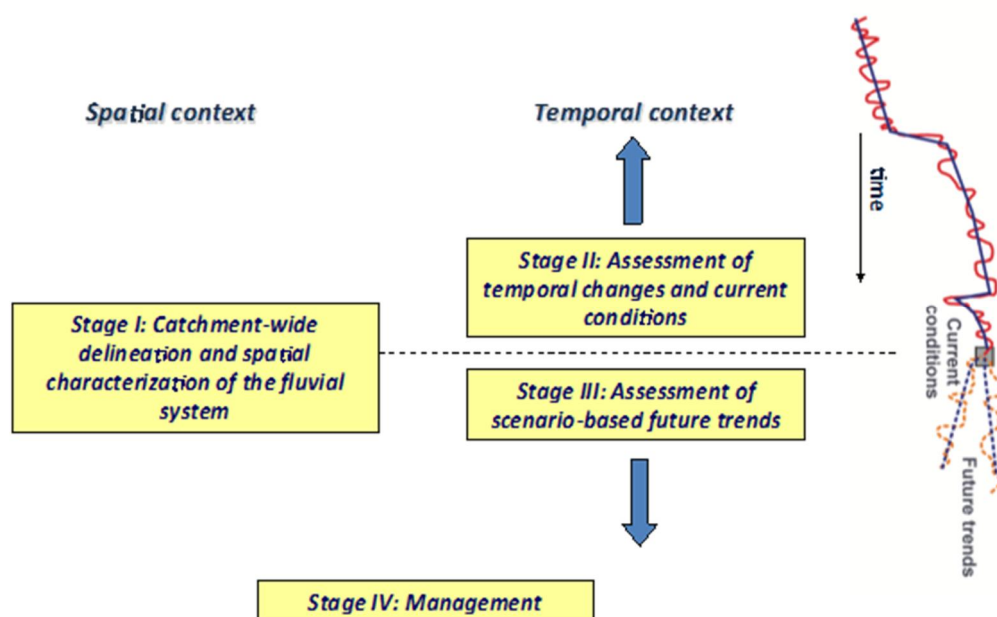 Spatial context
Temporal context
time
Stage II: Assessment of
temporal changes and current
conditions
Stage I: Catchment-wide
delineation and spatial
characterization of the fluvial
system
Current
conditions
Stage III: Assessment of
scenario-based future trends
Future trends
Stage IV: Management